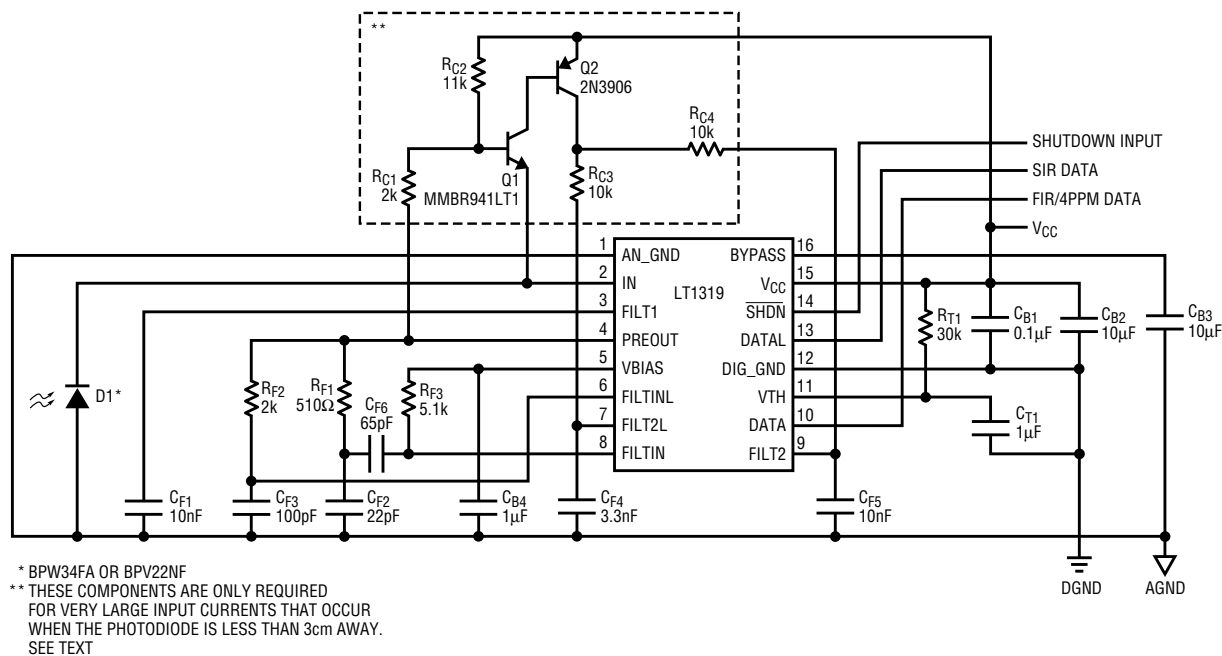 **
RC2
11k
Q2
2N3906
RC4
10k
RC1
2k
Q1
MMBR941LT1
RC3
10k
SHUTDOWN INPUT
SIR DATA
FIR/4PPM DATA
VCC
LT1319
1
AN_GND
2
IN
3
FILT1
4
PREOUT
5
VBIAS
6
FILTINL
7
FILT2L
8
FILTIN
BYPASS
16
VCC
15
SHDN
14
DATAL
13
DIG_GND
12
VTH
11
DATA
10
FILT2
9
D1*
RF2
2k
RF1
510Ω
CF6
65pF
RF3
5.1k
RT1
30k
CB1
0.1µF
CB2
10µF
CB3
10µF
CT1
1µF
CF1
10nF
CF3
100pF
CF2
22pF
CB4
1µF
CF4
3.3nF
CF5
10nF
DGND
AGND
* BPW34FA OR BPV22NF
** THESE COMPONENTS ARE ONLY REQUIRED
FOR VERY LARGE INPUT CURRENTS THAT OCCUR
WHEN THE PHOTODIODE IS LESS THAN 3cm AWAY.
SEE TEXT